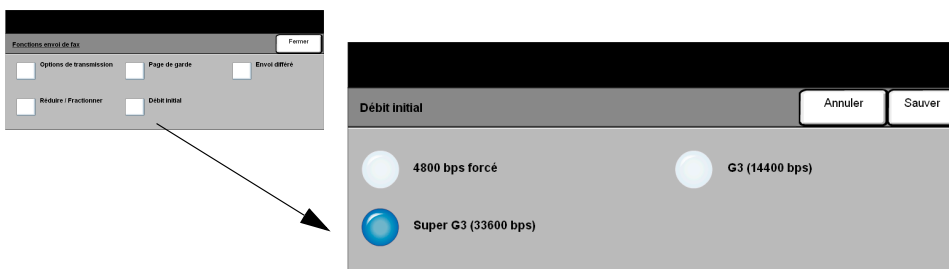 Fonctions envoi de fax
Fermer
Options de transmission
Page de garde
Envoi différé
Réduire / Fractionner
Débit initial
Débit initial
Annuler
Sauver
4800 bps forcé
G3 (14400 bps)
Super G3 (33600 bps)